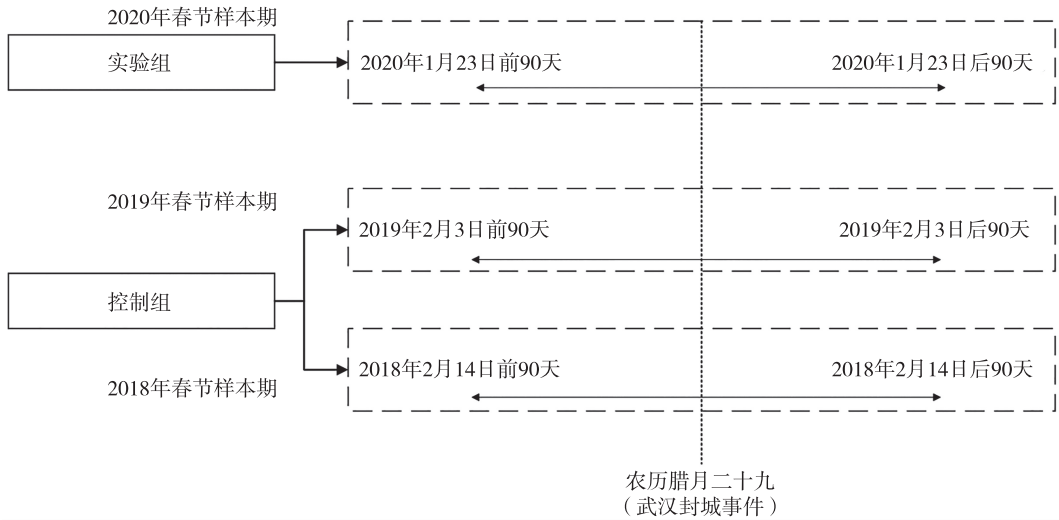 2020年春节样本期
实验组
2020年1月23日前90天
2020年1月23日后90天
2019年春节样本期
2019年2月3日前90天
2019年2月3日后90天
控制组
2018年2月14日前90天
2018年2月14日后90天
2018年春节样本期
农历腊月二十九
（武汉封城事件）